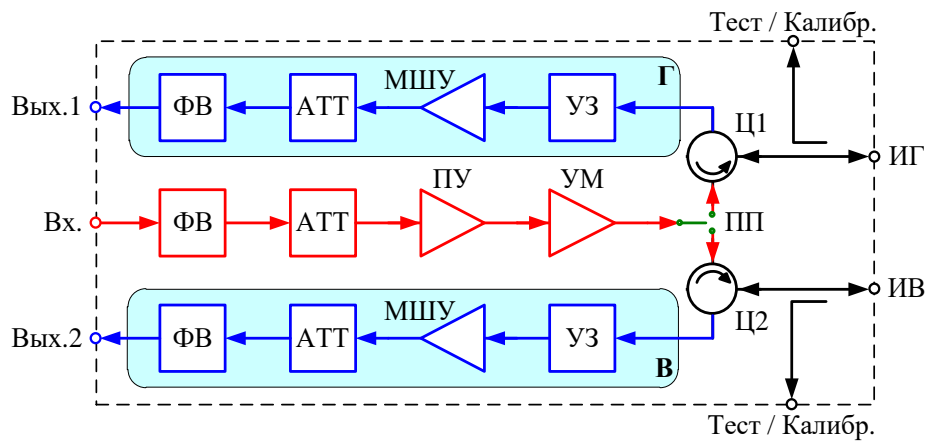 Тест / Калибр.
Г
МШУ
Вых.1
ФВ
АТТ
УЗ
Ц1
ИГ
ПУ
УМ
Вх.
ФВ
АТТ
ПП
МШУ
ИВ
Ц2
Вых.2
ФВ
АТТ
УЗ
В
Тест / Калибр.